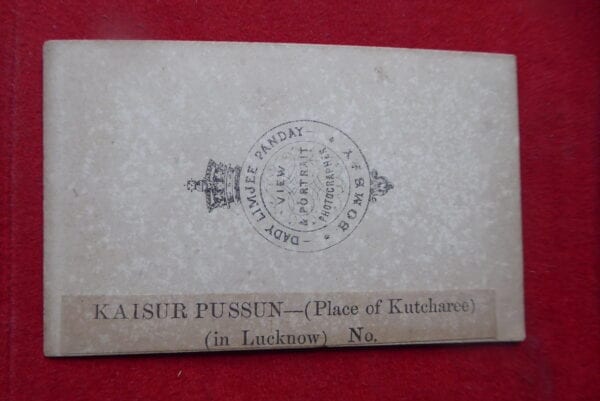 DADY LIMJEE PANDAY
VIEW
& PORTRAIT
PHOTOGRAPHER
BOMBAY
KAISUR PUSSUN—(Place of Kutcharee)
(in Lucknow) No.